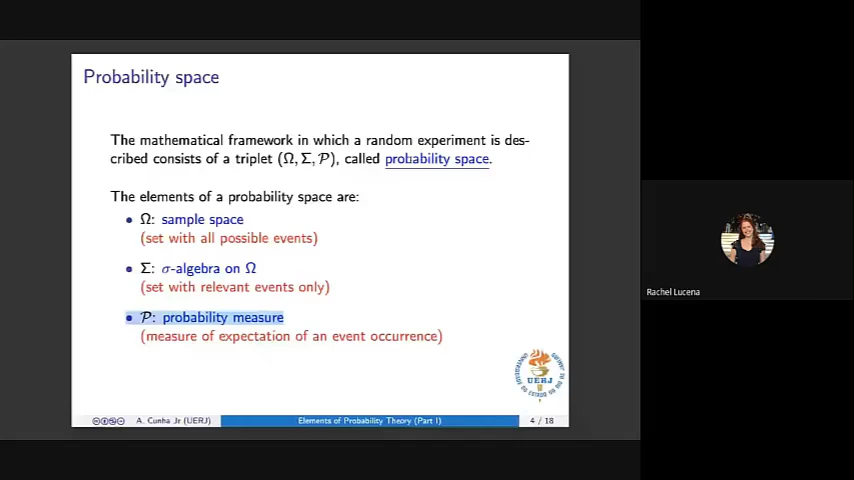 Probability space
The mathematical framework in which a random experiment is des-
cribed consists of a triplet (Ω, Σ, 𝒫), called probability space.
The elements of a probability space are:
• Ω: sample space
(set with all possible events)
• Σ: σ-algebra on Ω
(set with relevant events only)
• 𝒫: probability measure
(measure of expectation of an event occurrence)
UERJ
A. Cunha Jr (UERJ)
Elements of Probability Theory (Part I)
4 / 18
Rachel Lucena